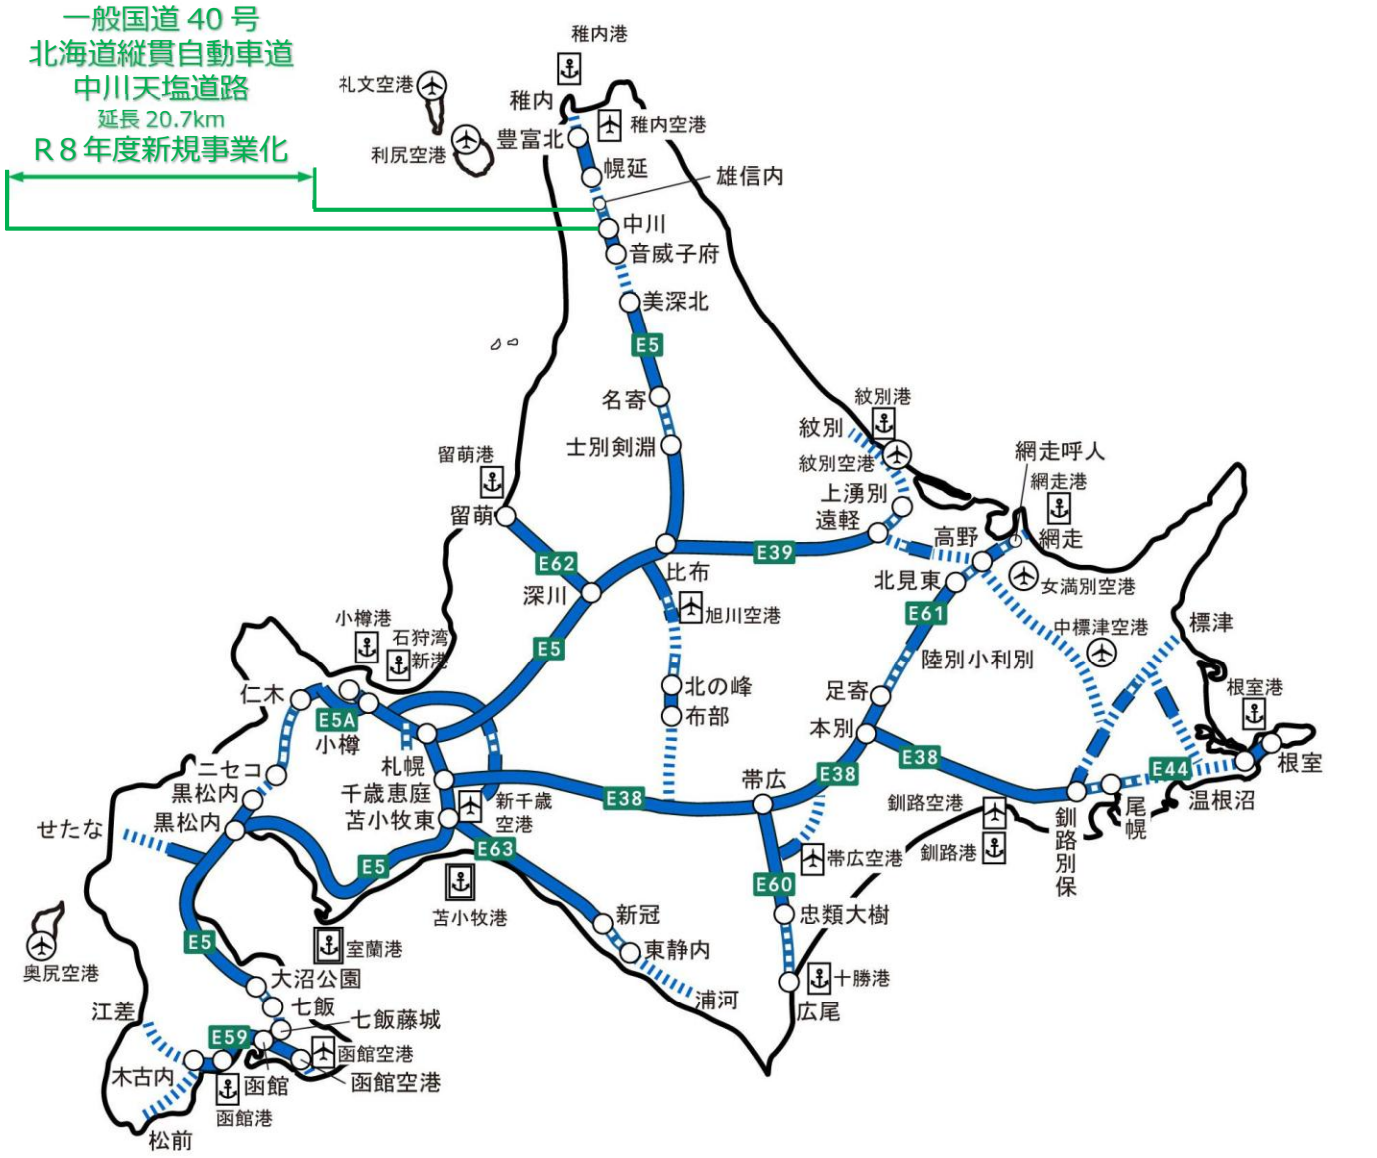 一般国道 40 号
北海道縦貫自動車道
中川天塩道路
延長 20.7km
R８年度新規事業化
稚内港
礼文空港
稚内
稚内空港
豊富北
利尻空港
幌延
雄信内
中川
音威子府
美深北
E5
名寄
紋別港
紋別
士別剣淵
網走呼人
留萌港
紋別空港
網走港
上湧別
留萌
遠軽
高野
網走
E39
E62
比布
北見東
女満別空港
深川
旭川空港
E61
小樽港
石狩湾
新港
中標津空港
標津
E5
陸別小利別
仁木
北の峰
足寄
根室港
E5A
布部
小樽
本別
札幌
E38
根室
ニセコ
帯広
E38
E44
黒松内
千歳恵庭
新千歳
空港
E38
釧路空港
尾幌
温根沼
苫小牧東
黒松内
せたな
E63
釧路別保
釧路港
E5
帯広空港
E60
苫小牧港
新冠
忠類大樹
E5
室蘭港
東静内
奥尻空港
大沼公園
十勝港
浦河
江差
七飯
広尾
七飯藤城
E59
函館空港
木古内
函館
函館空港
函館港
松前